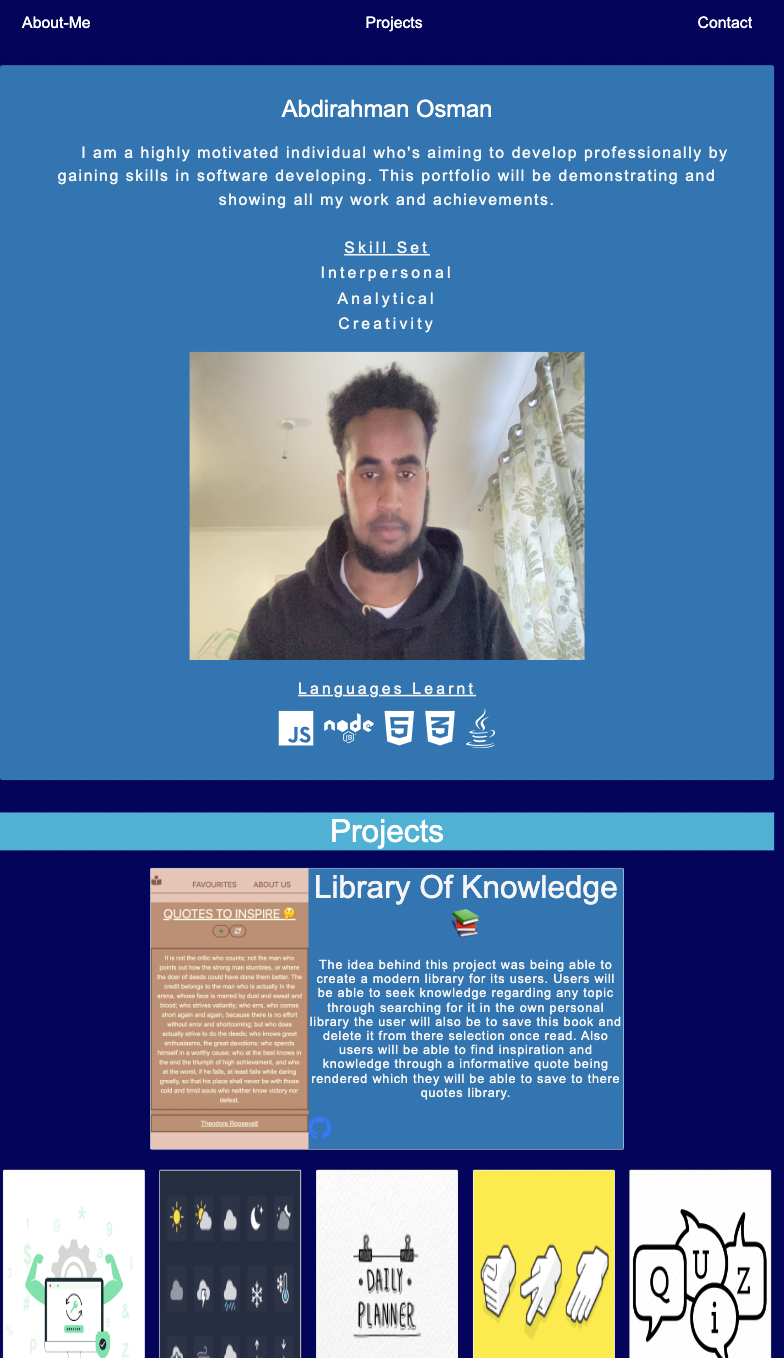 About-Me Projects Contact
Abdirahman Osman
I am a highly motivated individual who's aiming to develop professionally by
gaining skills in software developing. This portfolio will be demonstrating and
showing all my work and achievements.
Skill Set
Interpersonal
Analytical
Creativity
Languages Learnt
JS node JS 5 3
Projects
FAVOURITES ABOUT US
QUOTES TO INSPIRE
It is not the critic who counts; not the man who
points out how the strong man stumbles, or where
the doer of deeds could have done them better. The
credit belongs to the man who is actually in the
arena, whose face is marred by dust and sweat and
blood; who strives valiantly; who errs, who comes
short again and again, because there is no effort
without error and shortcoming; but who does
actually strive to do the deeds; who knows great
enthusiasms, the great devotions; who spends
himself in a worthy cause; who at the best knows in
the end the triumph of high achievement, and who
at the worst, if he fails, at least fails while daring
greatly, so that his place shall never be with those
cold and timid souls who neither know victory nor
defeat.
Theodore Roosevelt
Library Of Knowledge
The idea behind this project was being able to
create a modern library for its users. Users will
be able to seek knowledge regarding any topic
through searching for it in the own personal
library the user will also be to save this book and
delete it from there selection once read. Also
users will be able to find inspiration and
knowledge through a informative quote being
rendered which they will be able to save to there
quotes library.
DAILY
PLANNER
QUiZ